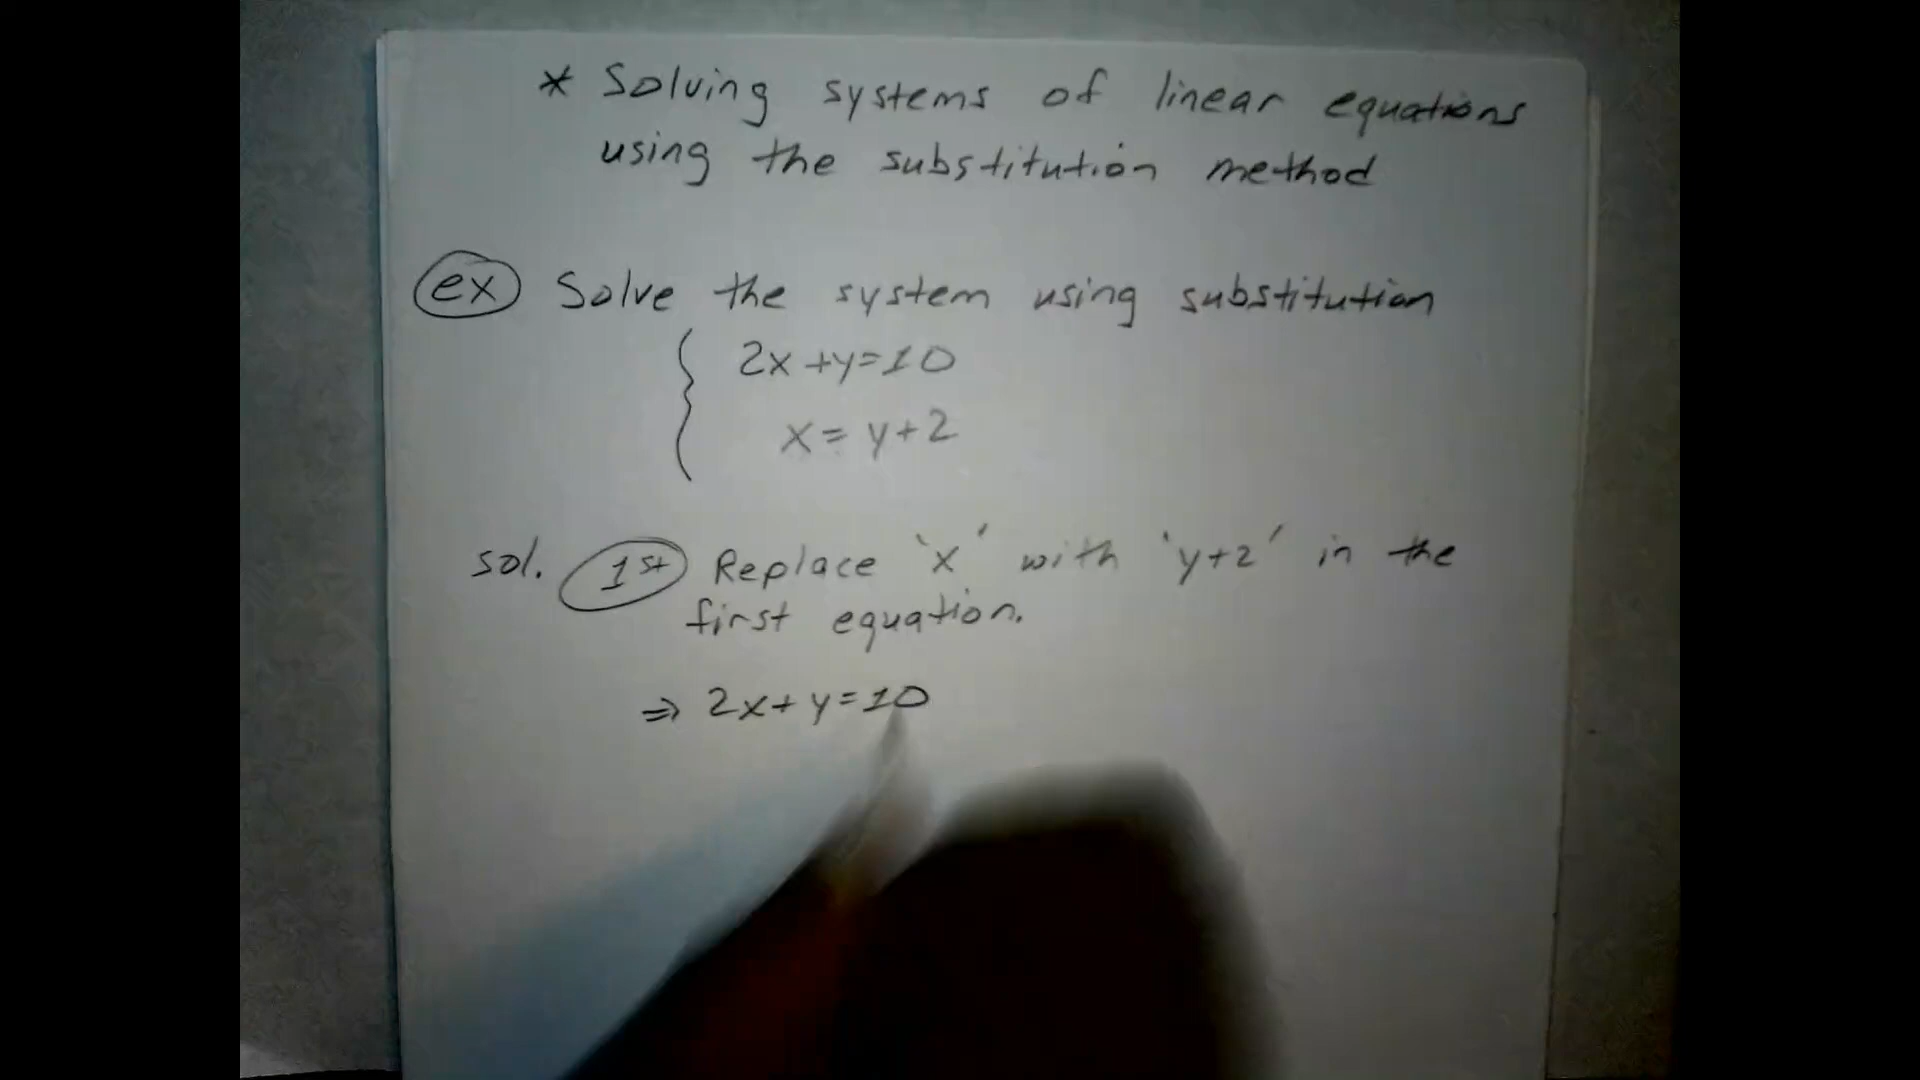 * Solving systems of linear equations
using the substitution method
ex Solve the system using substitution
2x+y=10
x=y+2
sol. 1st Replace 'x' with 'y+2' in the
first equation.
⇒ 2x+y=10